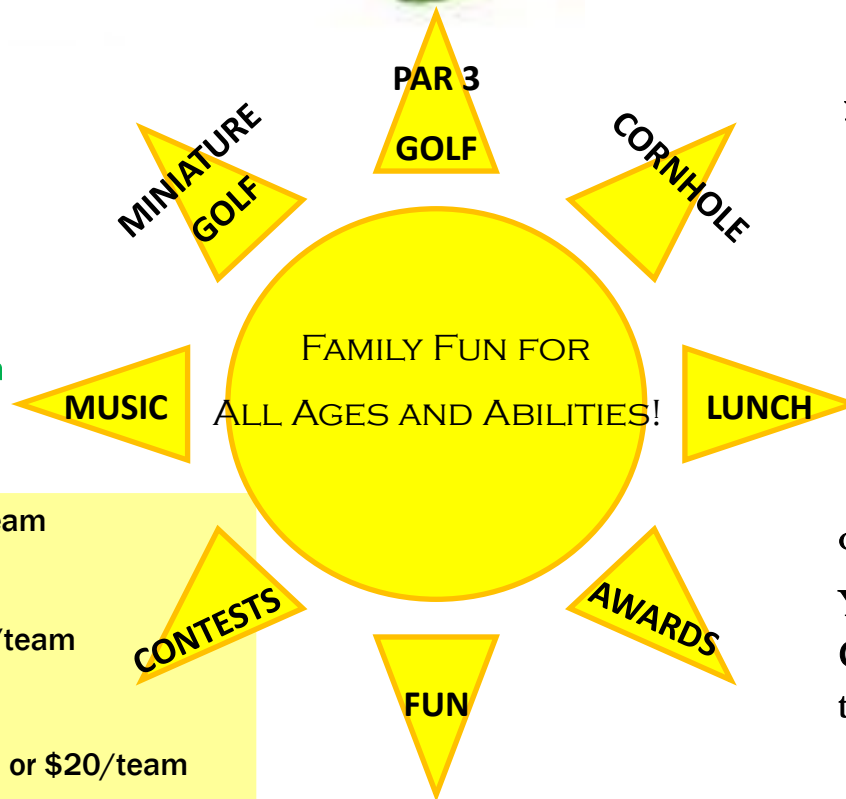 PAR 3
GOLF
MINIATURE
GOLF
CORNHOLE
FAMILY FUN FOR
ALL AGES AND ABILITIES!
MUSIC
LUNCH
CONTESTS
AWARDS
FUN
/team
or $20/team